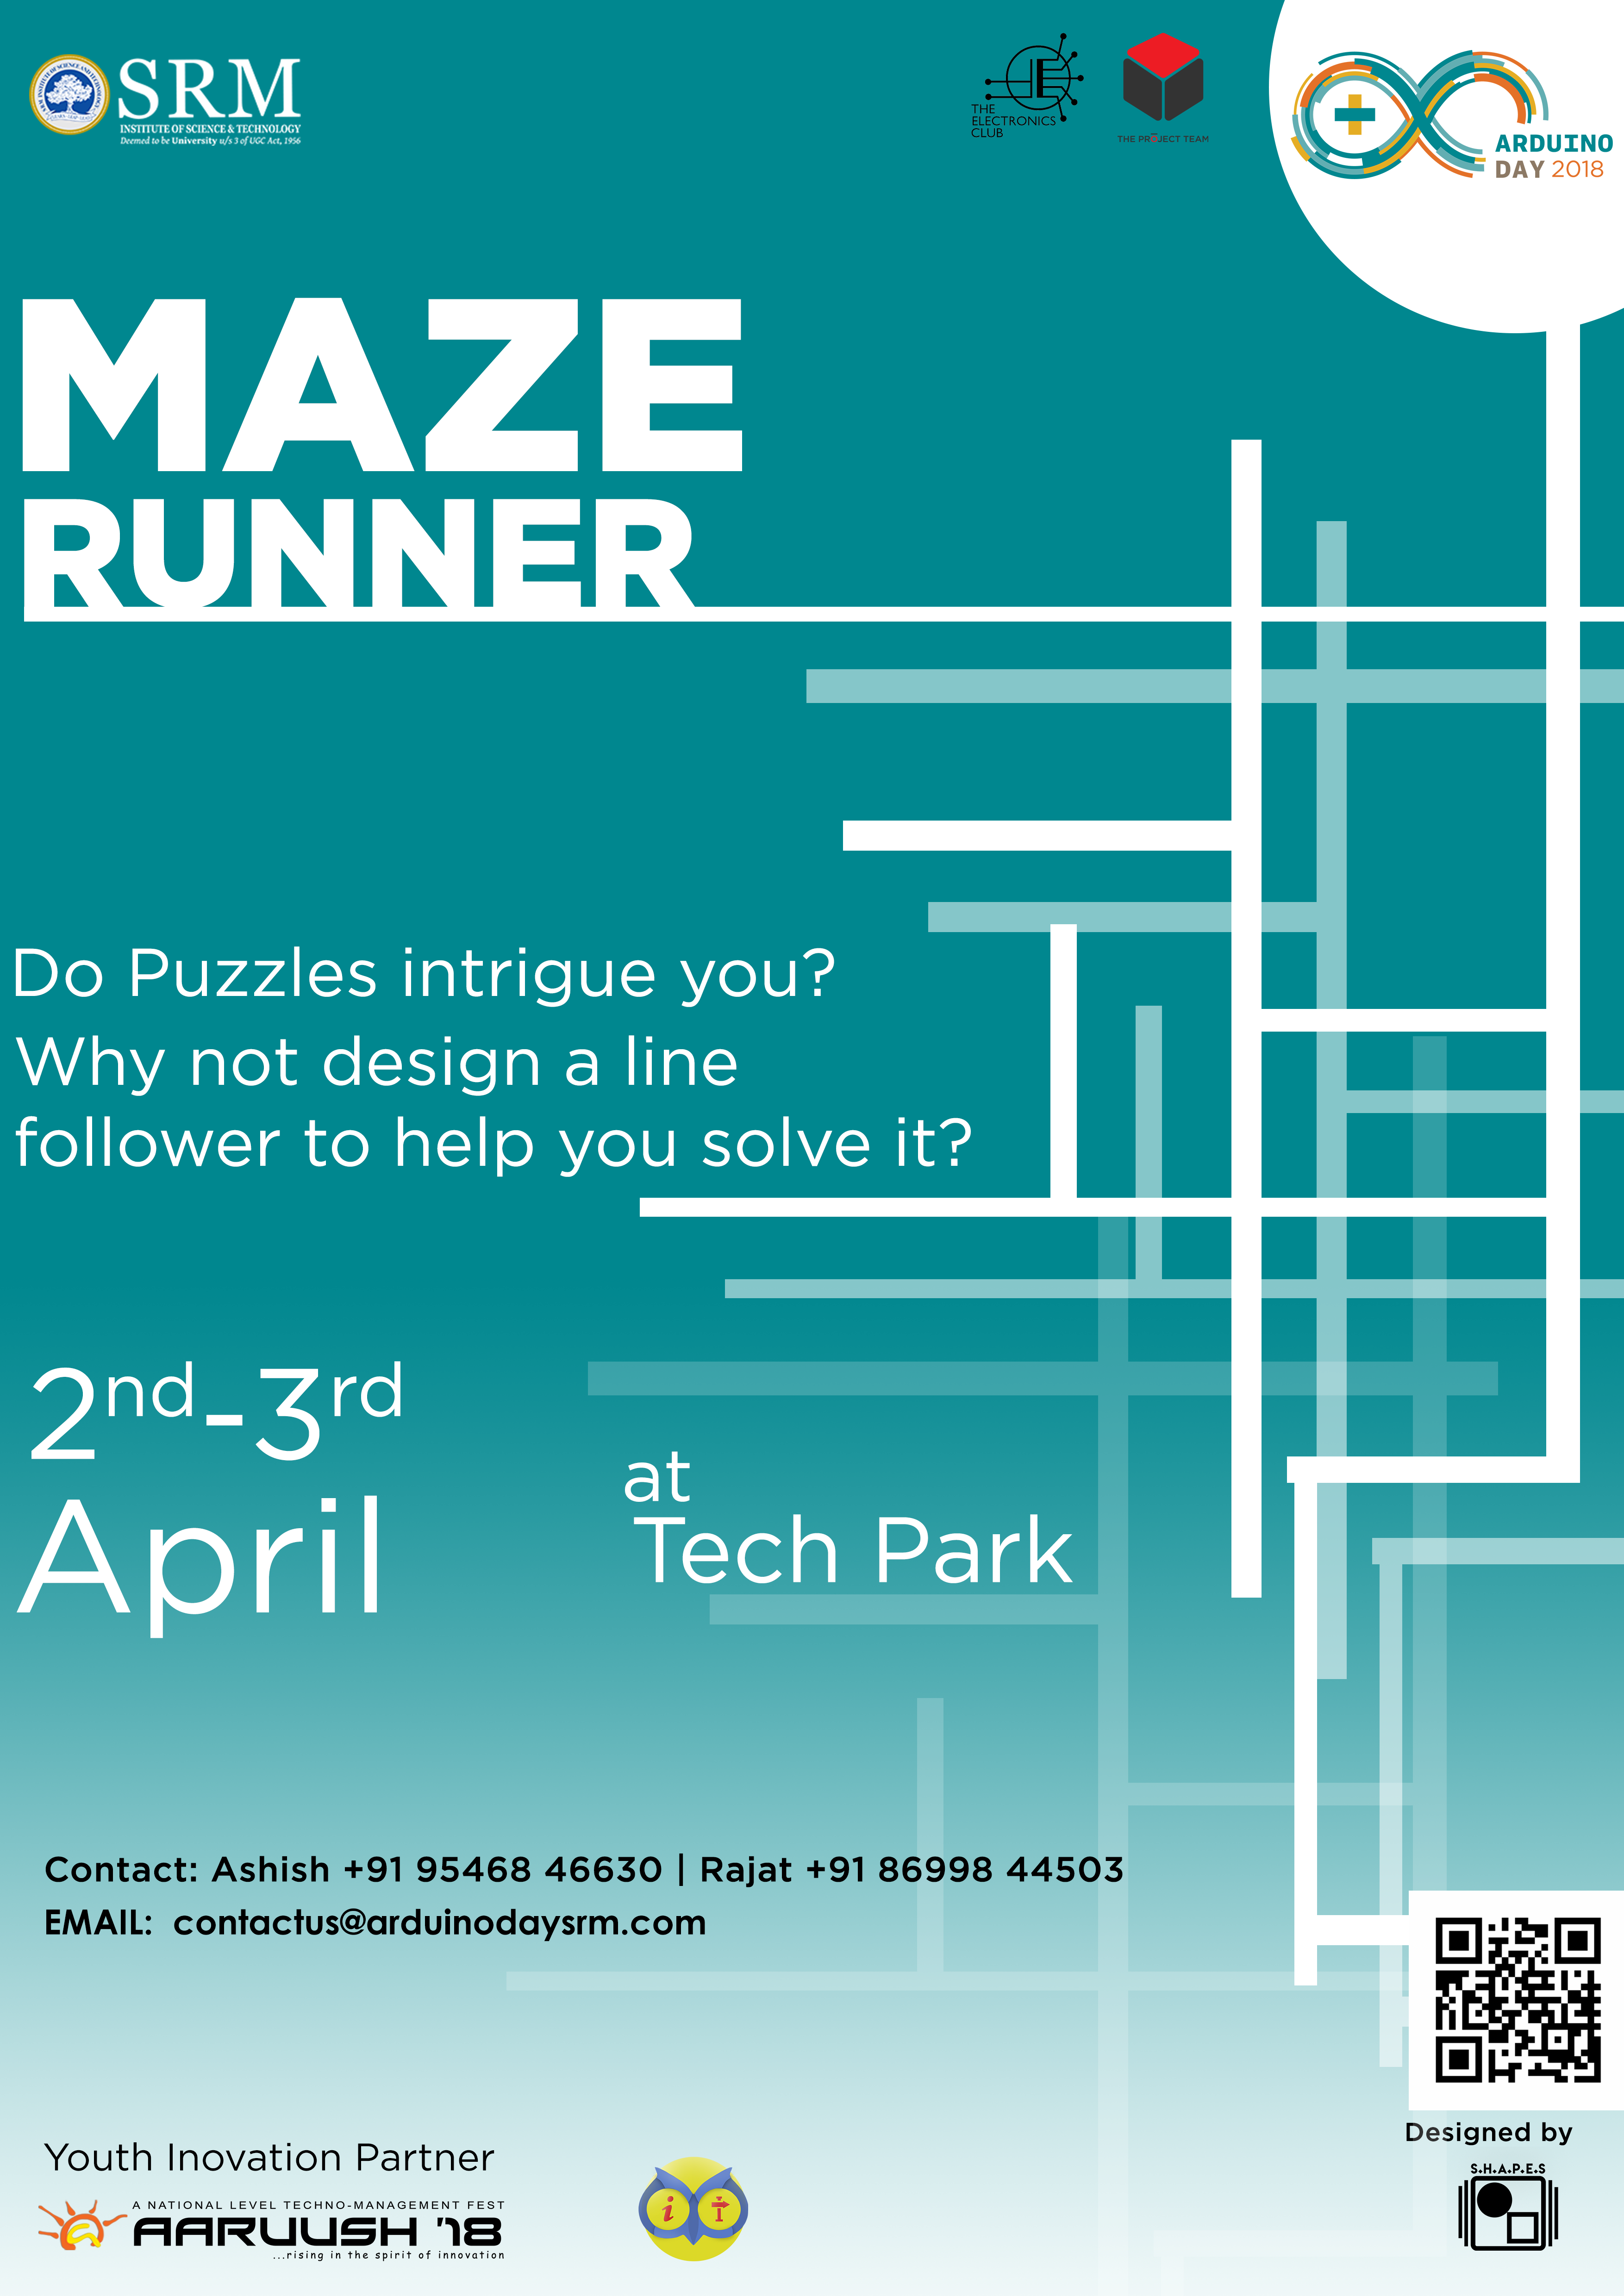 SRM
INSTITUTE OF SCIENCE & TECHNOLOGY
Deemed to be University u/s 3 of UGC Act, 1956
THE
ELECTRONICS
CLUB
THE PROJECT TEAM
ARDUINO
DAY 2018
MAZE
RUNNER
Do Puzzles intrigue you?
Why not design a line
follower to help you solve it?
2nd-3rd
April
at
Tech Park
Contact: Ashish +91 95468 46630 | Rajat +91 86998 44503
EMAIL: contactus@arduinodaysrm.com
Designed by
S.H.A.P.E.S
Youth Inovation Partner
A NATIONAL LEVEL TECHNO-MANAGEMENT FEST
AARUUSH '18
...rising in the spirit of innovation